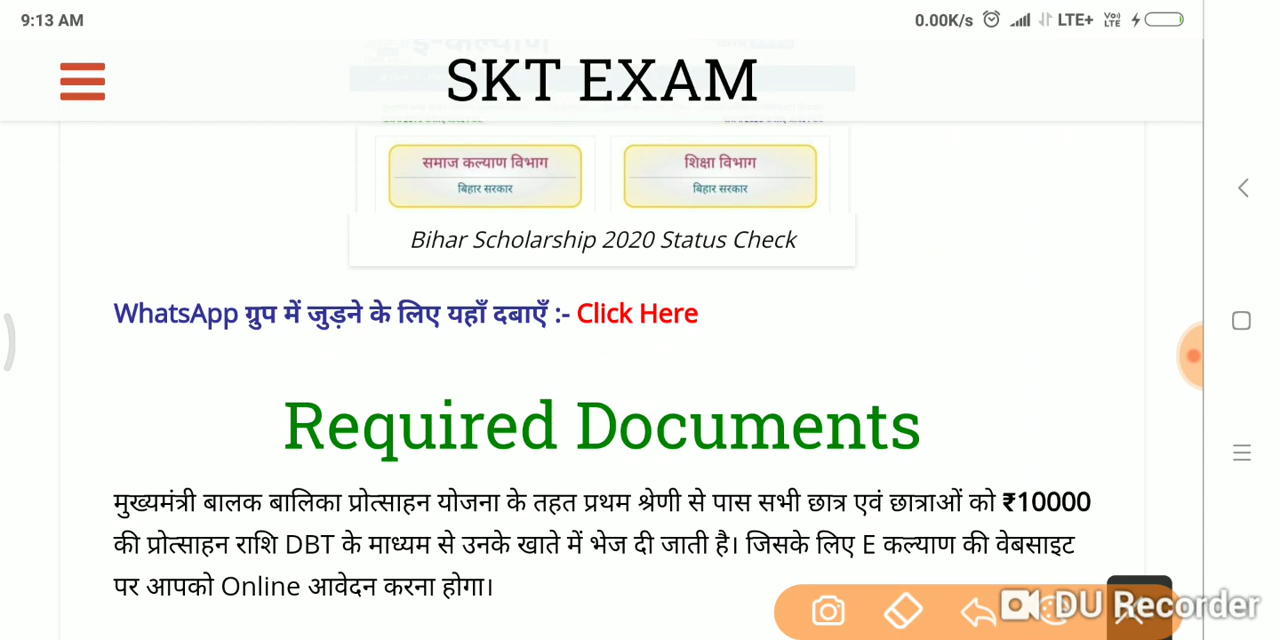 9:13 AM
0.00K/s LTE+ VoLTE
SKT EXAM
समाज कल्याण विभाग
बिहार सरकार
शिक्षा विभाग
बिहार सरकार
Bihar Scholarship 2020 Status Check
WhatsApp ग्रुप में जुड़ने के लिए यहाँ दबाएँ :- Click Here
Required Documents
मुख्यमंत्री बालक बालिका प्रोत्साहन योजना के तहत प्रथम श्रेणी से पास सभी छात्र एवं छात्राओं को ₹10000
की प्रोत्साहन राशि DBT के माध्यम से उनके खाते में भेज दी जाती है। जिसके लिए E कल्याण की वेबसाइट
पर आपको Online आवेदन करना होगा।
DU Recorder